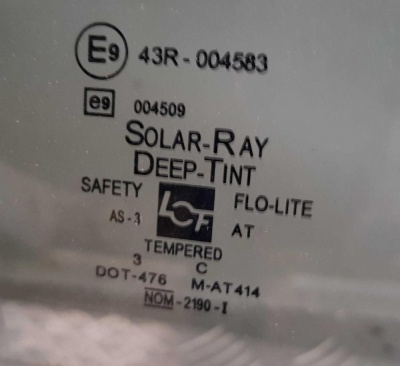 E9 43R-004583
e9 004509
SOLAR-RAY
DEEP-TINT
SAFETY LOF FLO-LITE
AS-3 AT
TEMPERED
3 C
DOT-476 M-AT414
NOM-2190-I